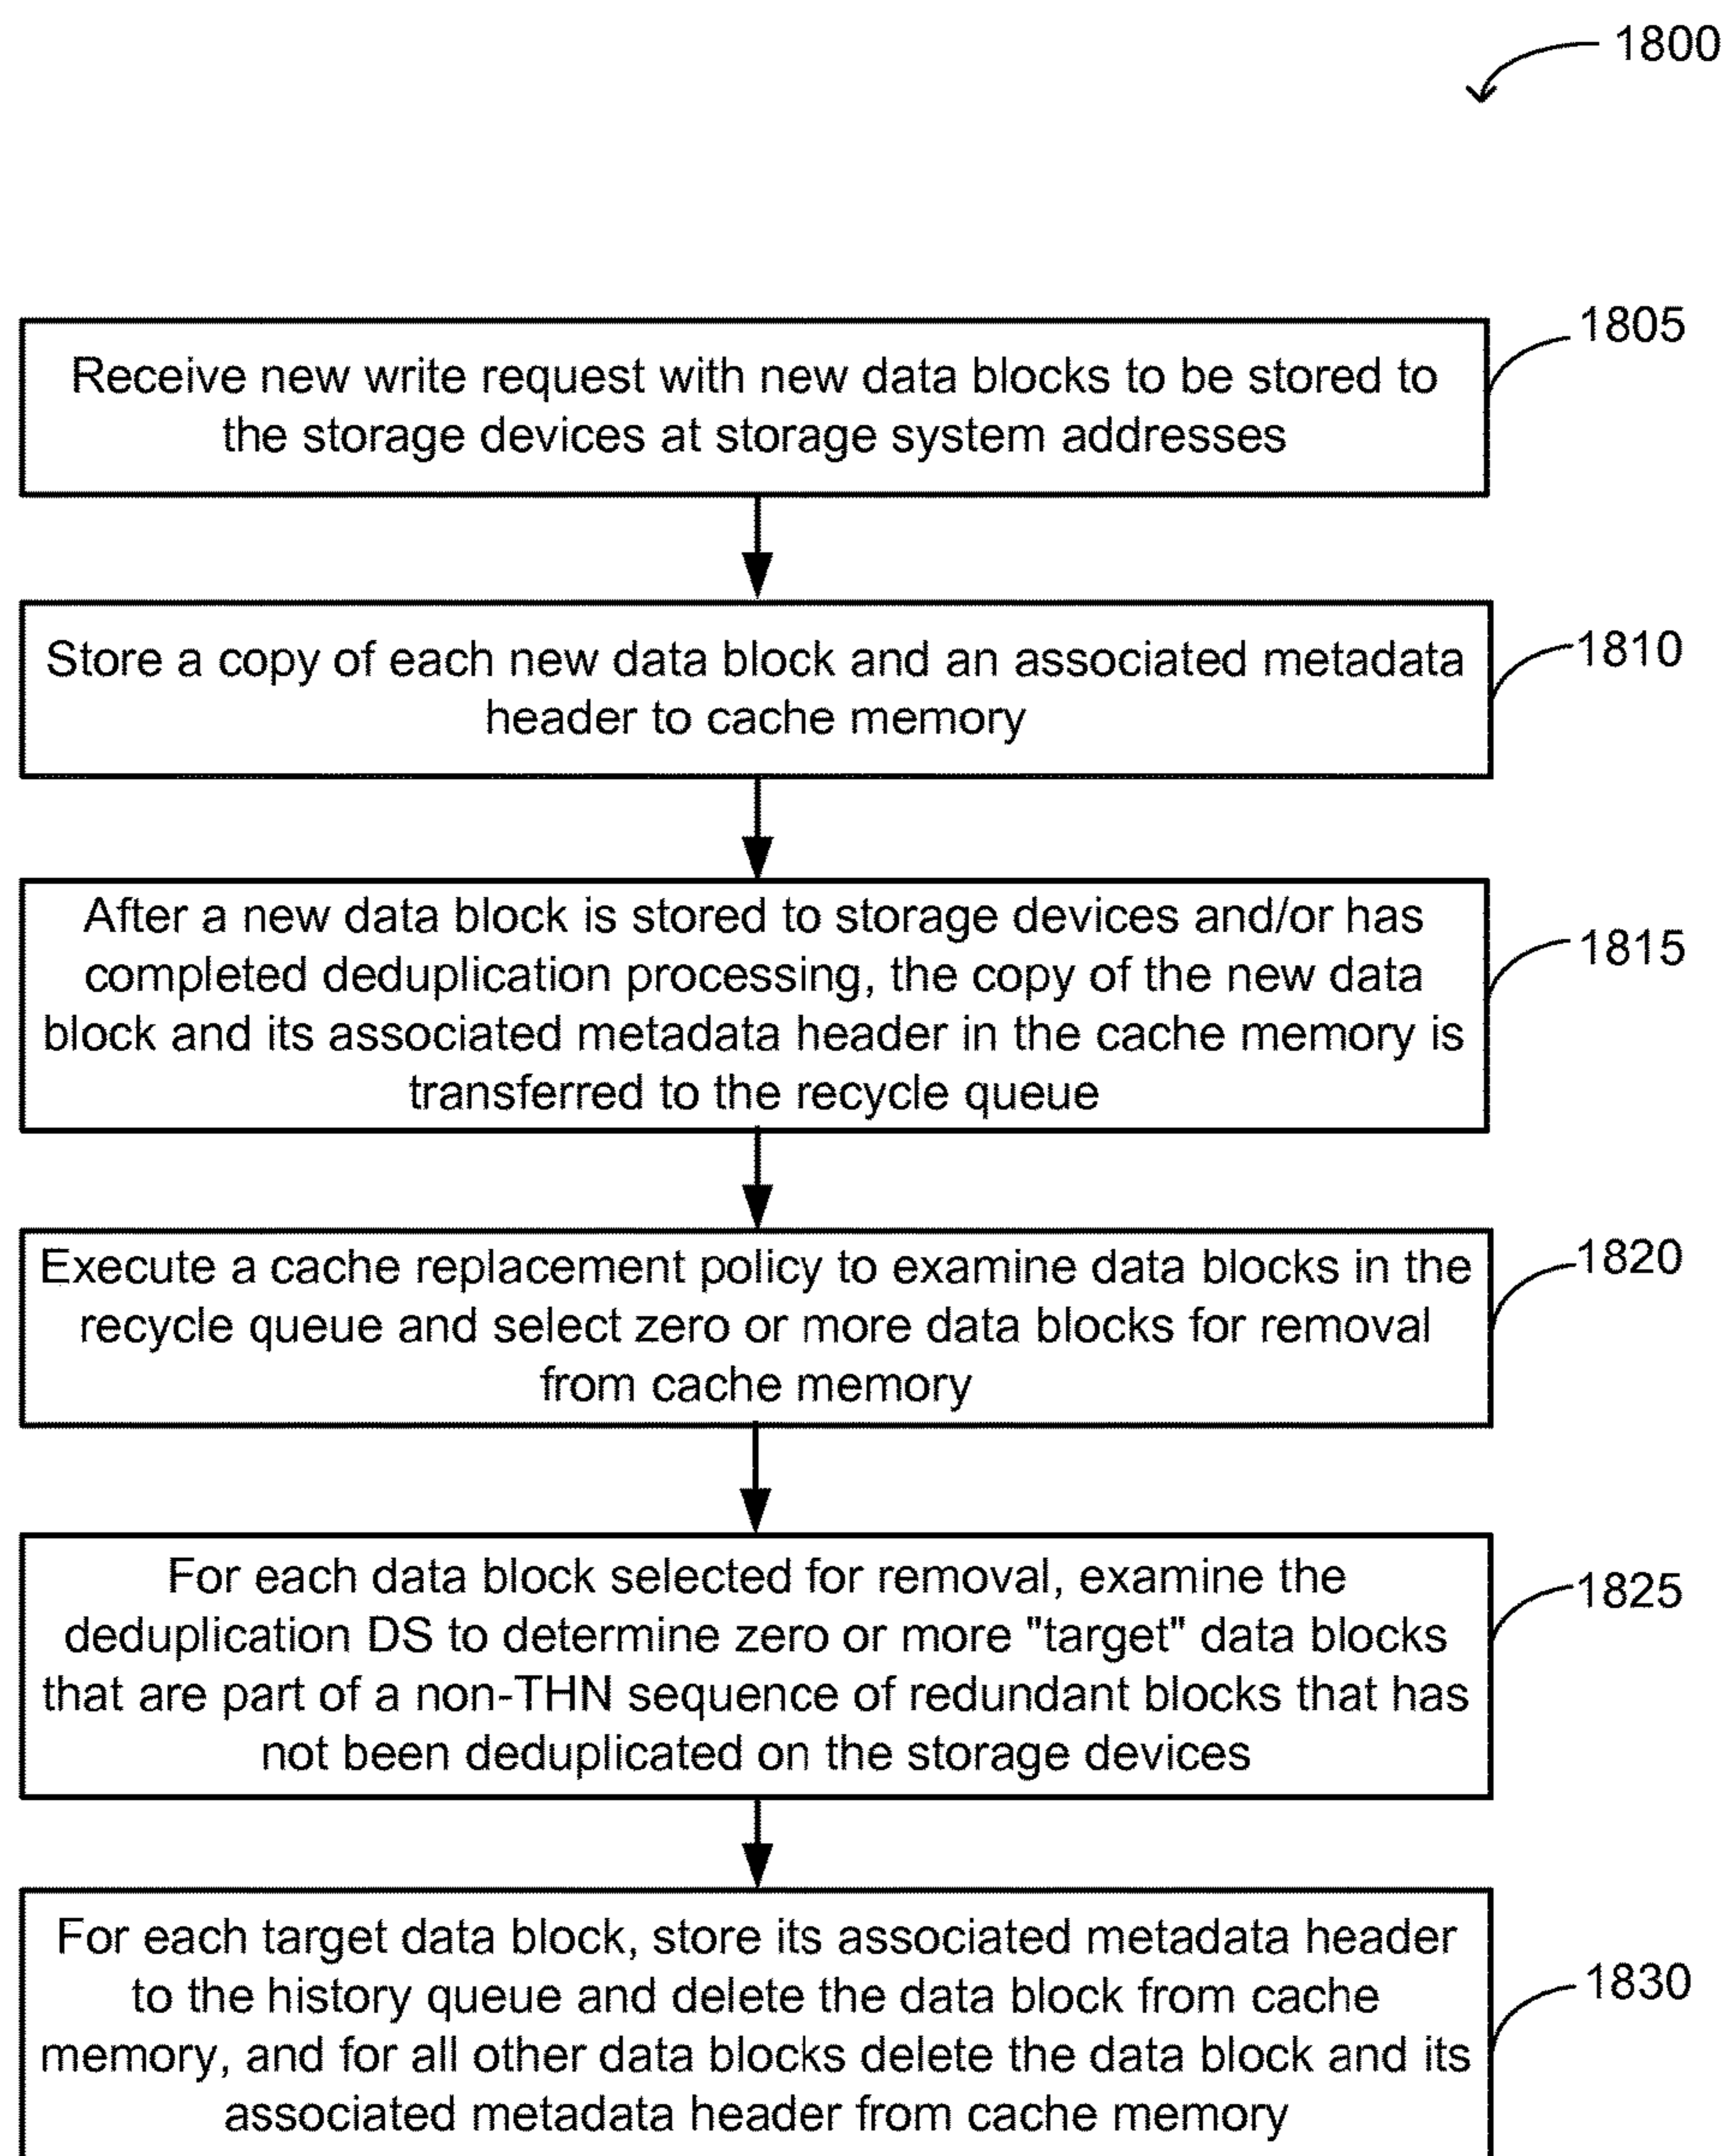 1800
Receive new write request with new data blocks to be stored to
the storage devices at storage system addresses
1805
Store a copy of each new data block and an associated metadata
header to cache memory
1810
After a new data block is stored to storage devices and/or has
completed deduplication processing, the copy of the new data
block and its associated metadata header in the cache memory is
transferred to the recycle queue
1815
Execute a cache replacement policy to examine data blocks in the
recycle queue and select zero or more data blocks for removal
from cache memory
1820
For each data block selected for removal, examine the
deduplication DS to determine zero or more "target" data blocks
that are part of a non-THN sequence of redundant blocks that has
not been deduplicated on the storage devices
1825
For each target data block, store its associated metadata header
to the history queue and delete the data block from cache
memory, and for all other data blocks delete the data block and its
associated metadata header from cache memory
1830